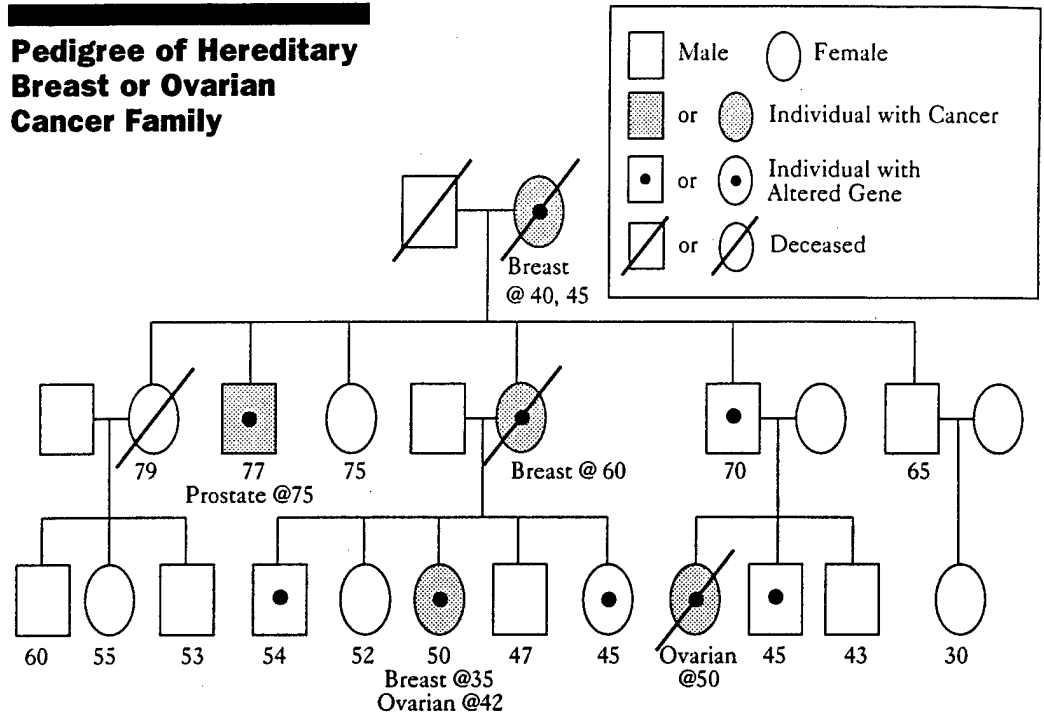 Pedigree of Hereditary
Breast or Ovarian
Cancer Family
Male
Female
or
Individual with Cancer
or
Individual with
Altered Gene
or
Deceased
Breast
@ 40, 45
79
77
75
Breast @ 60
70
65
Prostate @75
60
55
53
54
52
50
47
45
Ovarian
45
43
30
Breast @35
@50
Ovarian @42